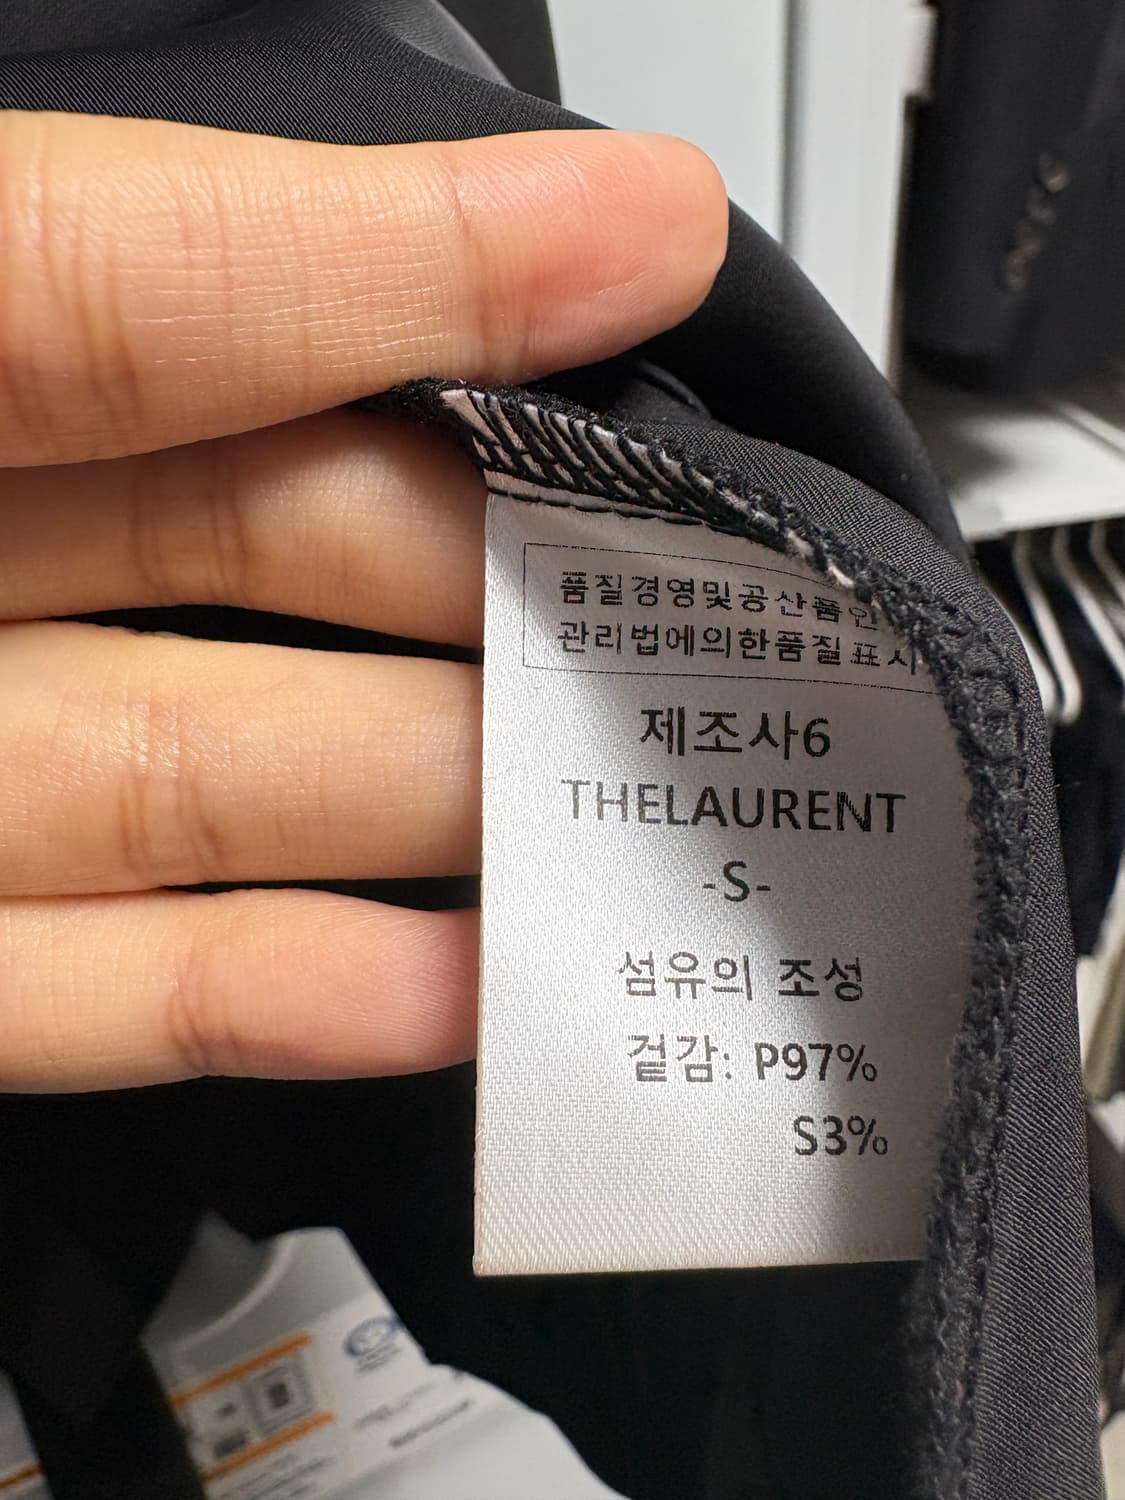 품질경영및공산품안
관리법에의한품질표시
제조사6
THELAURENT
-S-
섬유의 조성
겉감: P97%
S3%